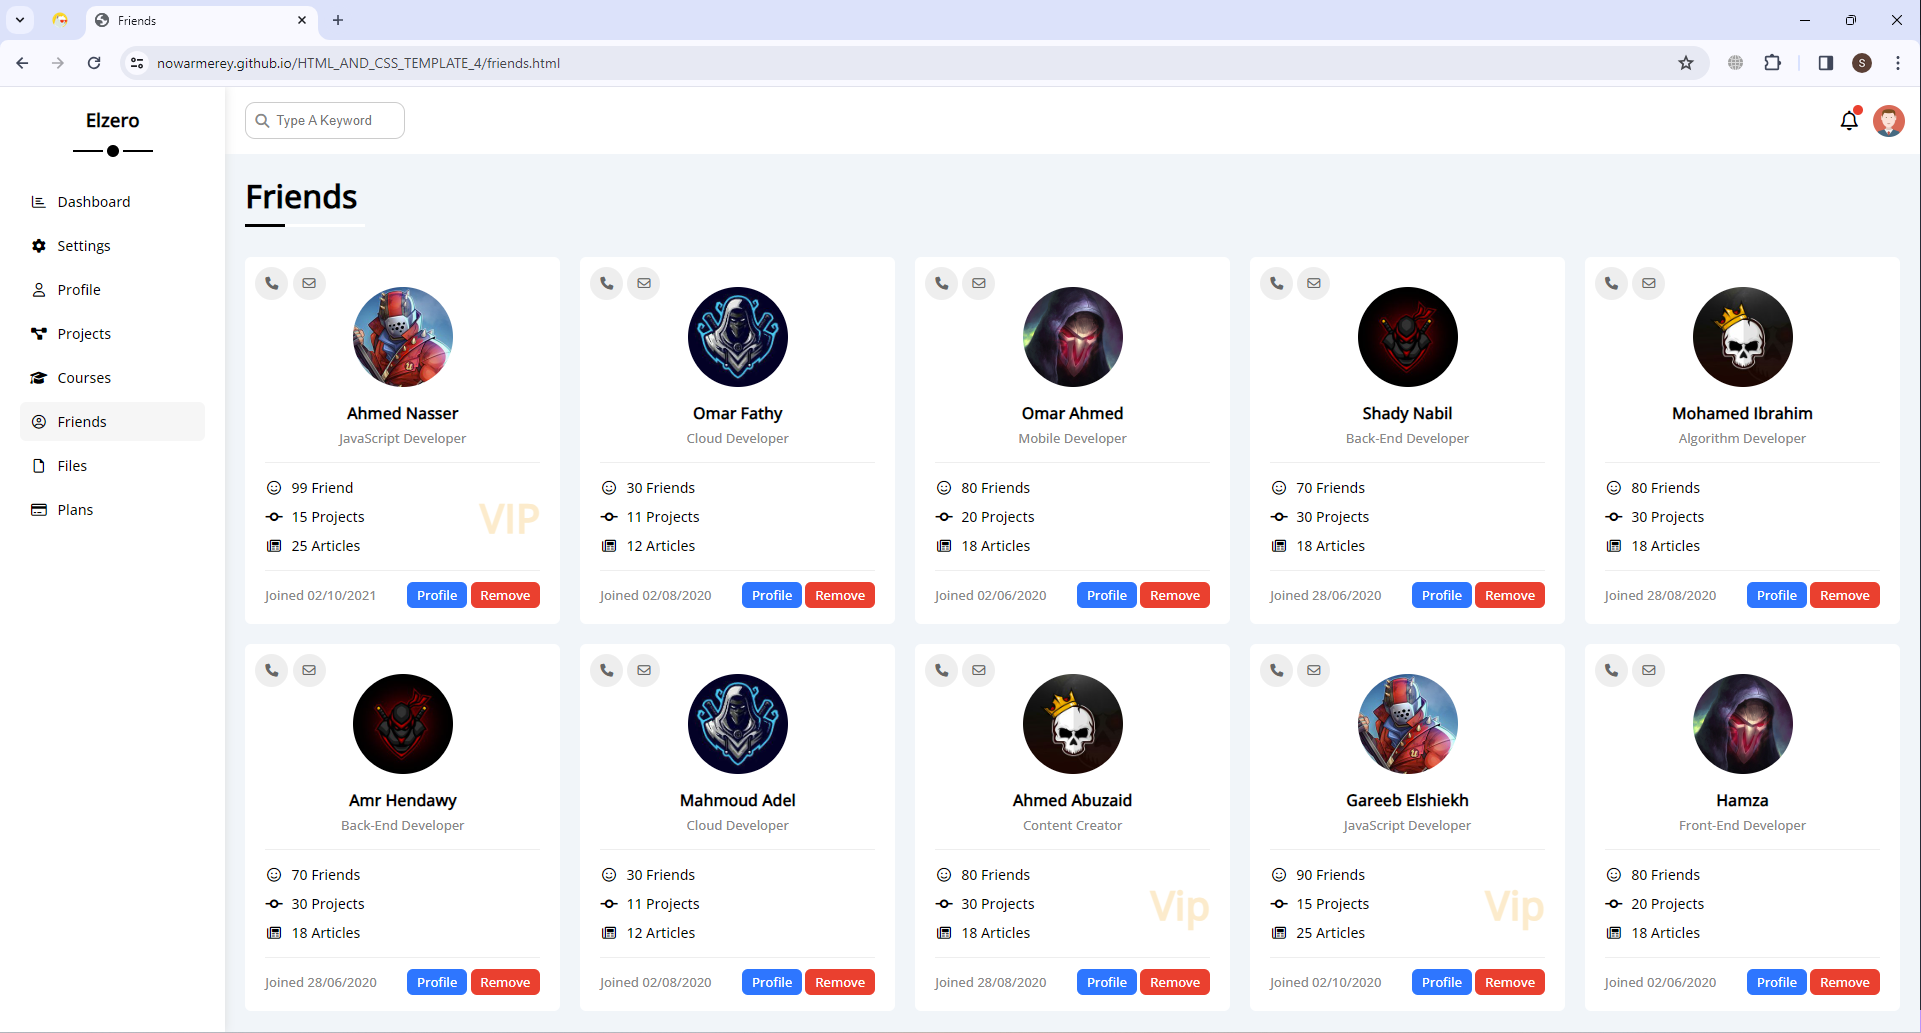 Friends
nowarmerey.github.io/HTML_AND_CSS_TEMPLATE_4/friends.html
S
Elzero
Dashboard
Settings
Profile
Projects
Courses
Friends
Files
Plans
Type A Keyword
Friends
Ahmed Nasser
JavaScript Developer
99 Friend
15 Projects
25 Articles
VIP
Joined 02/10/2021
Profile
Remove
Omar Fathy
Cloud Developer
30 Friends
11 Projects
12 Articles
Joined 02/08/2020
Profile
Remove
Omar Ahmed
Mobile Developer
80 Friends
20 Projects
18 Articles
Joined 02/06/2020
Profile
Remove
Shady Nabil
Back-End Developer
70 Friends
30 Projects
18 Articles
Joined 28/06/2020
Profile
Remove
Mohamed Ibrahim
Algorithm Developer
80 Friends
30 Projects
18 Articles
Joined 28/08/2020
Profile
Remove
Amr Hendawy
Back-End Developer
70 Friends
30 Projects
18 Articles
Joined 28/06/2020
Profile
Remove
Mahmoud Adel
Cloud Developer
30 Friends
11 Projects
12 Articles
Joined 02/08/2020
Profile
Remove
Ahmed Abuzaid
Content Creator
80 Friends
30 Projects
18 Articles
Vip
Joined 28/08/2020
Profile
Remove
Gareeb Elshiekh
JavaScript Developer
90 Friends
15 Projects
25 Articles
Vip
Joined 02/10/2020
Profile
Remove
Hamza
Front-End Developer
80 Friends
20 Projects
18 Articles
Joined 02/06/2020
Profile
Remove